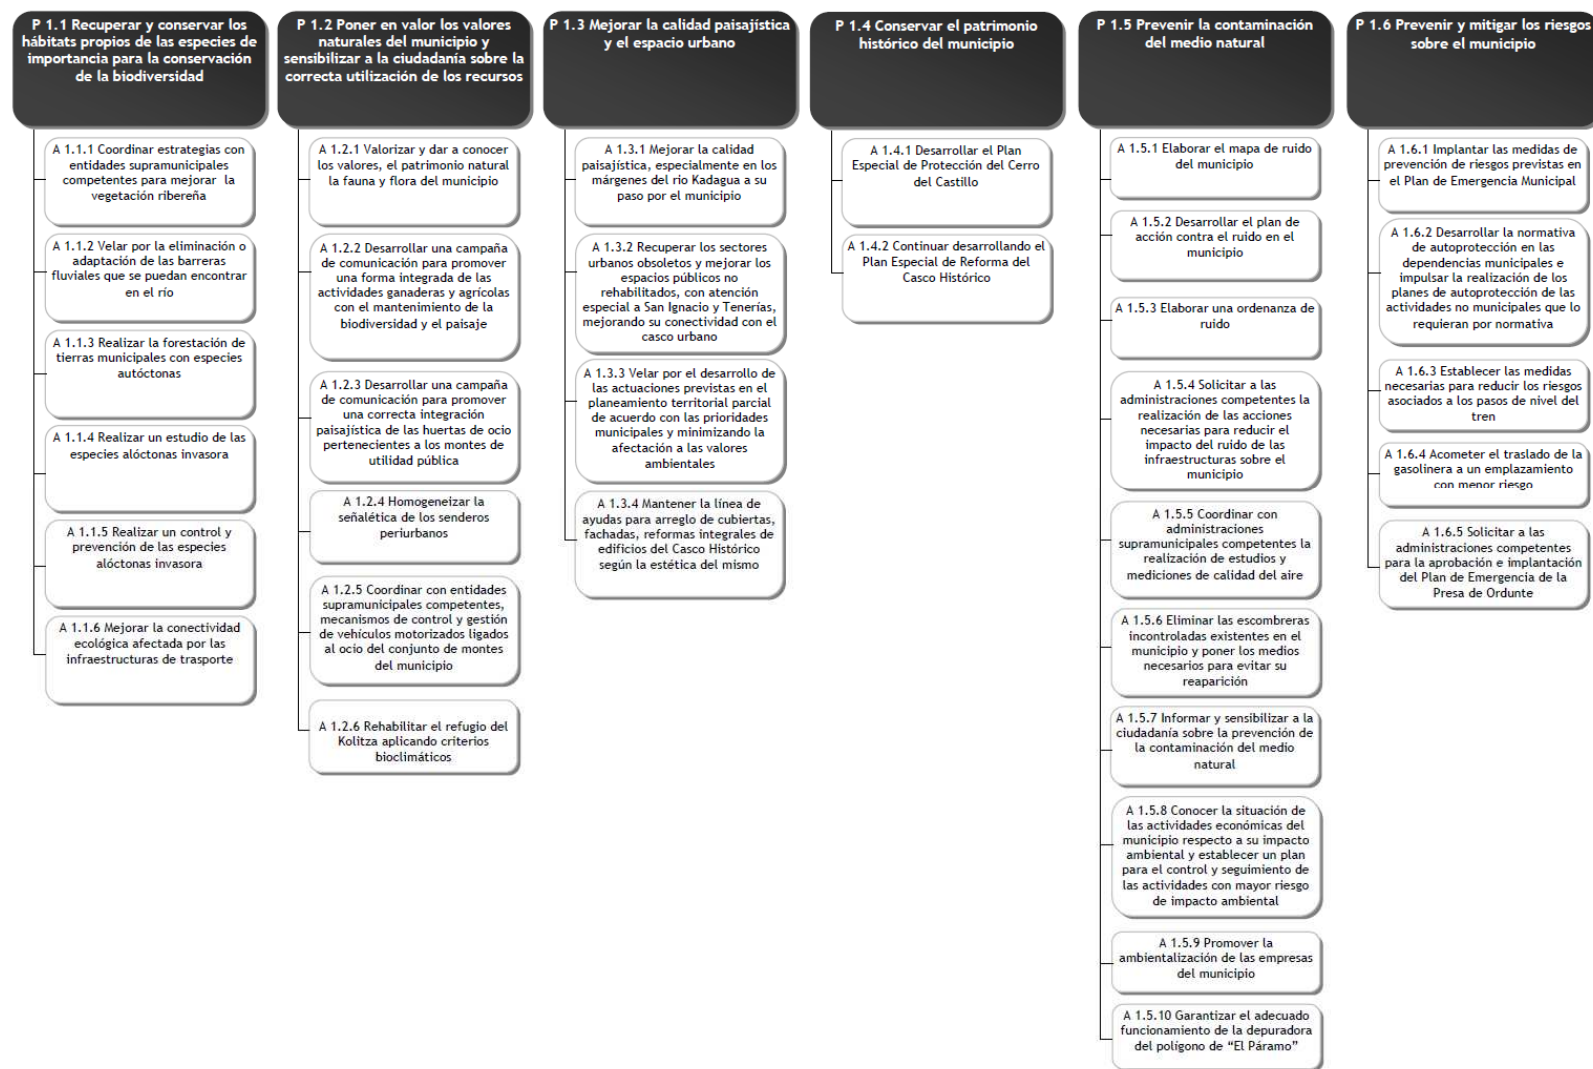 P 1.1 Recuperar y conservar los
hábitats propios de las especies de
importancia para la conservación
de la biodiversidad
A 1.1.1 Coordinar estrategias con
entidades supramunicipales
competentes para mejorar la
vegetación ribereña
A 1.1.2 Velar por la eliminación o
adaptación de las barreras
fluviales que se puedan encontrar
en el río
A 1.1.3 Realizar la forestación de
tierras municipales con especies
autóctonas
A 1.1.4 Realizar un estudio de las
especies alóctonas invasora
A 1.1.5 Realizar un control y
prevención de las especies
alóctonas invasora
A 1.1.6 Mejorar la conectividad
ecológica afectada por las
infraestructuras de trasporte
P 1.2 Poner en valor los valores
naturales del municipio y
sensibilizar a la ciudadanía sobre la
correcta utilización de los recursos
A 1.2.1 Valorizar y dar a conocer
los valores, el patrimonio natural
la fauna y flora del municipio
A 1.2.2 Desarrollar una campaña
de comunicación para promover
una forma integrada de las
actividades ganaderas y agrícolas
con el mantenimiento de la
biodiversidad y el paisaje
A 1.2.3 Desarrollar una campaña
de comunicación para promover
una correcta integración
paisajística de las huertas de ocio
pertenecientes a los montes de
utilidad pública
A 1.2.4 Homogeneizar la
señalética de los senderos
periurbanos
A 1.2.5 Coordinar con entidades
supramunicipales competentes,
mecanismos de control y gestión
de vehículos motorizados ligados
al ocio del conjunto de montes
del municipio
A 1.2.6 Rehabilitar el refugio del
Kolitza aplicando criterios
bioclimáticos
P 1.3 Mejorar la calidad paisajística
y el espacio urbano
A 1.3.1 Mejorar la calidad
paisajística, especialmente en los
márgenes del rio Kadagua a su
paso por el municipio
A 1.3.2 Recuperar los sectores
urbanos obsoletos y mejorar los
espacios públicos no
rehabilitados, con atención
especial a San Ignacio y Tenerías,
mejorando su conectividad con el
casco urbano
A 1.3.3 Velar por el desarrollo de
las actuaciones previstas en el
planeamiento territorial parcial
de acuerdo con las prioridades
municipales y minimizando la
afectación a las valores
ambientales
A 1.3.4 Mantener la línea de
ayudas para arreglo de cubiertas,
fachadas, reformas integrales de
edificios del Casco Histórico
según la estética del mismo
P 1.4 Conservar el patrimonio
histórico del municipio
A 1.4.1 Desarrollar el Plan
Especial de Protección del Cerro
del Castillo
A 1.4.2 Continuar desarrollando el
Plan Especial de Reforma del
Casco Histórico
P 1.5 Prevenir la contaminación
del medio natural
A 1.5.1 Elaborar el mapa de ruido
del municipio
A 1.5.2 Desarrollar el plan de
acción contra el ruido en el
municipio
A 1.5.3 Elaborar una ordenanza de
ruido
A 1.5.4 Solicitar a las
administraciones competentes la
realización de las acciones
necesarias para reducir el
impacto del ruido de las
infraestructuras sobre el
municipio
A 1.5.5 Coordinar con
administraciones
supramunicipales competentes la
realización de estudios y
mediciones de calidad del aire
A 1.5.6 Eliminar las escombreras
incontroladas existentes en el
municipio y poner los medios
necesarios para evitar su
reaparición
A 1.5.7 Informar y sensibilizar a la
ciudadanía sobre la prevención de
la contaminación del medio
natural
A 1.5.8 Conocer la situación de
las actividades económicas del
municipio respecto a su impacto
ambiental y establecer un plan
para el control y seguimiento de
las actividades con mayor riesgo
de impacto ambiental
A 1.5.9 Promover la
ambientalización de las empresas
del municipio
A 1.5.10 Garantizar el adecuado
funcionamiento de la depuradora
del polígono de “El Páramo”
P 1.6 Prevenir y mitigar los riesgos
sobre el municipio
A 1.6.1 Implantar las medidas de
prevención de riesgos previstas en
el Plan de Emergencia Municipal
A 1.6.2 Desarrollar la normativa
de autoprotección en las
dependencias municipales e
impulsar la realización de los
planes de autoprotección de las
actividades no municipales que lo
requieran por normativa
A 1.6.3 Establecer las medidas
necesarias para reducir los riesgos
asociados a los pasos de nivel del
tren
A 1.6.4 Acometer el traslado de la
gasolinera a un emplazamiento
con menor riesgo
A 1.6.5 Solicitar a las
administraciones competentes
para la aprobación e implantación
del Plan de Emergencia de la
Presa de Ordunte